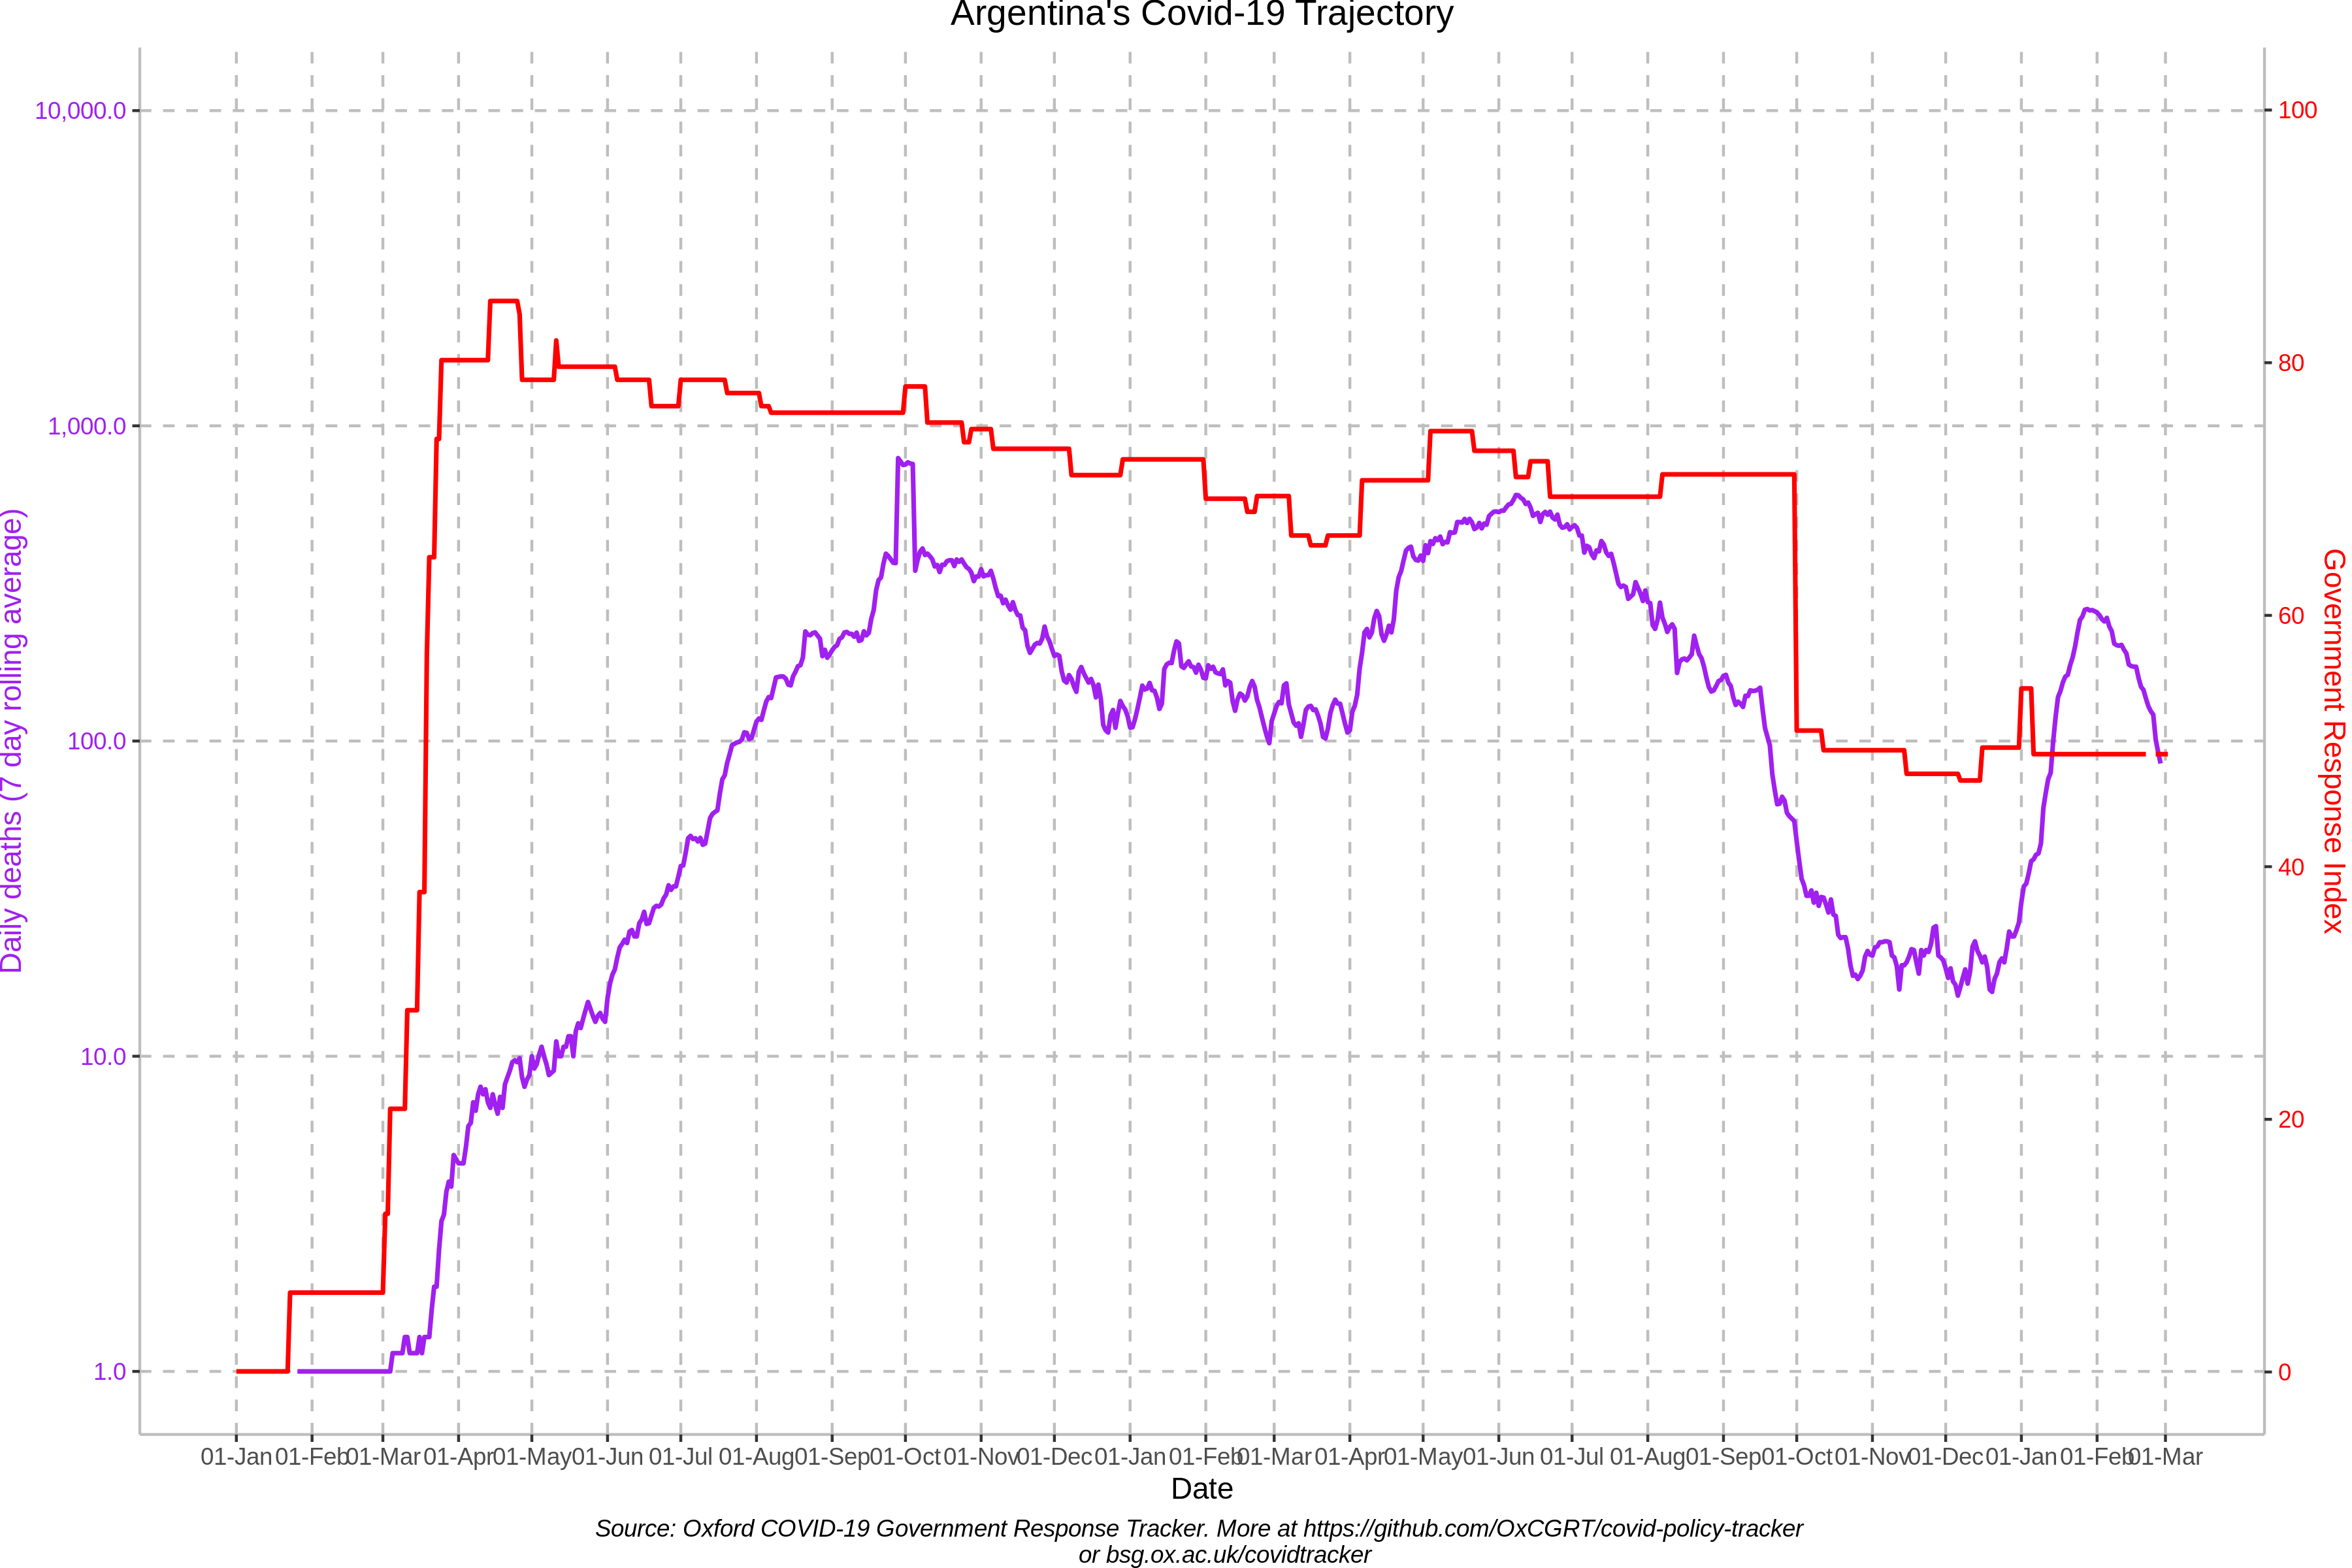 Argentina's Covid-19 Trajectory
10,000.0
1,000.0
100.0
10.0
1.0
Daily deaths (7 day rolling average)
100
80
60
40
20
0
Government Response Index
01-Jan 01-Feb 01-Mar 01-Apr 01-May 01-Jun 01-Jul 01-Aug 01-Sep 01-Oct 01-Nov 01-Dec 01-Jan 01-Feb 01-Mar 01-Apr 01-May 01-Jun 01-Jul 01-Aug 01-Sep 01-Oct 01-Nov 01-Dec 01-Jan 01-Feb 01-Mar
Date
Source: Oxford COVID-19 Government Response Tracker. More at https://github.com/OxCGRT/covid-policy-tracker
or bsg.ox.ac.uk/covidtracker